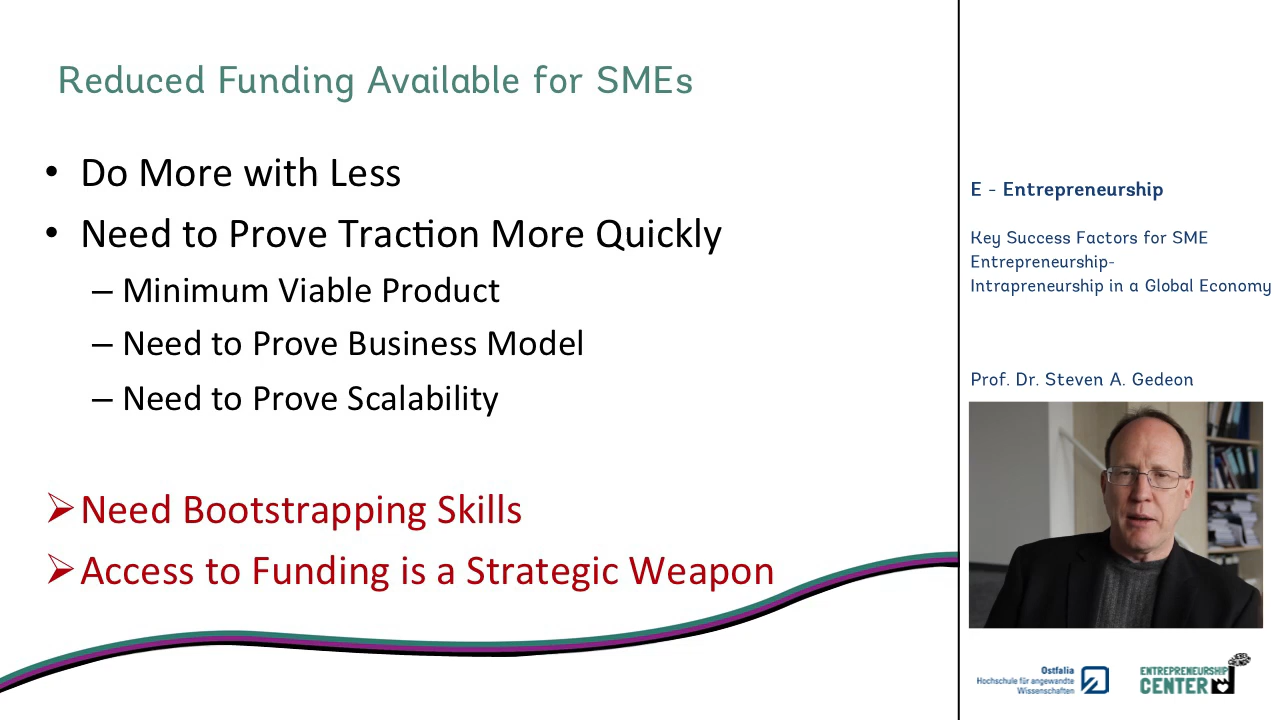 Reduced Funding Available for SMEs
• Do More with Less
• Need to Prove Traction More Quickly
– Minimum Viable Product
– Need to Prove Business Model
– Need to Prove Scalability
➢ Need Bootstrapping Skills
➢ Access to Funding is a Strategic Weapon
E - Entrepreneurship
Key Success Factors for SME
Entrepreneurship-
Intrapreneurship in a Global Economy
Prof. Dr. Steven A. Gedeon
Ostfalia
Hochschule für angewandte
Wissenschaften
ENTREPRENEURSHIP
CENTER